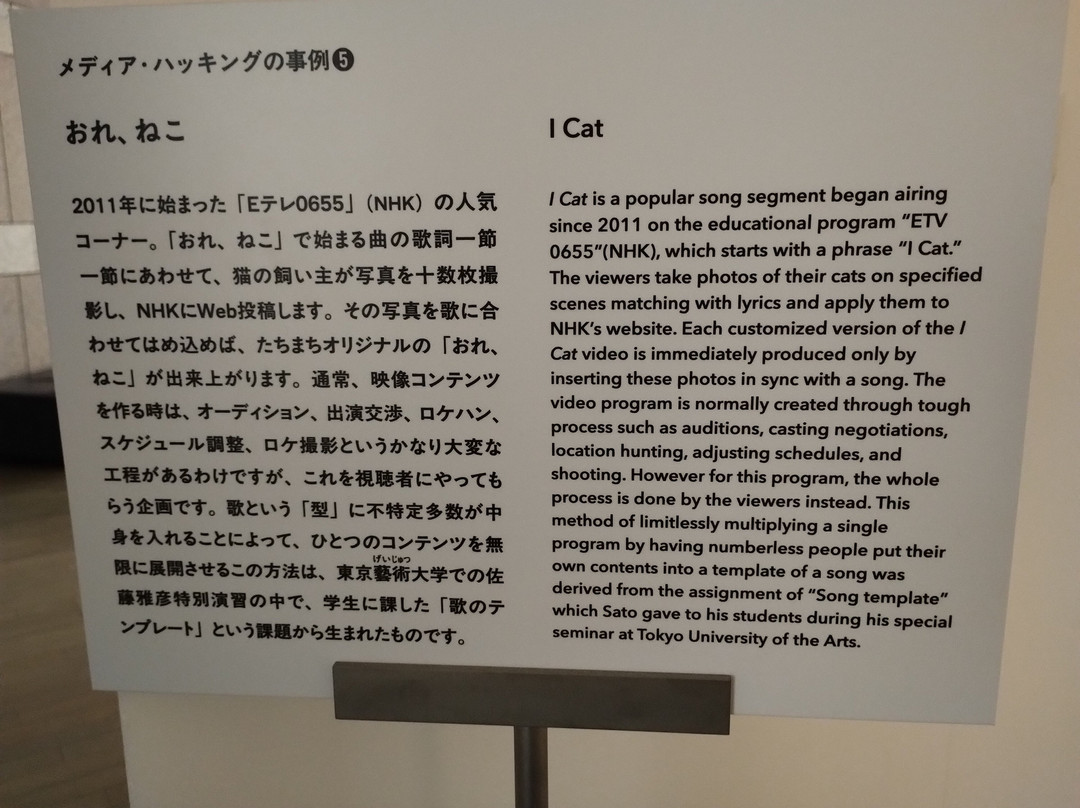 メディア・ハッキングの事例❺
おれ、ねこ
2011年に始まった「Eテレ0655」（NHK）の人気
コーナー。「おれ、ねこ」で始まる曲の歌詞一節
一節にあわせて、猫の飼い主が写真を十数枚撮
影し、NHKにWeb投稿します。その写真を歌に合
わせてはめ込めば、たちまちオリジナルの「おれ、
ねこ」が出来上がります。通常、映像コンテンツ
を作る時は、オーディション、出演交渉、ロケハン、
スケジュール調整、ロケ撮影というかなり大変な
工程があるわけですが、これを視聴者にやっても
らう企画です。歌という「型」に不特定多数が中
身を入れることによって、ひとつのコンテンツを無
げいじゅつ
限に展開させるこの方法は、東京藝術大学での佐
藤雅彦特別演習の中で、学生に課した「歌のテ
ンプレート」という課題から生まれたものです。
I Cat
I Cat is a popular song segment began airing
since 2011 on the educational program “ETV
0655”(NHK), which starts with a phrase “I Cat.”
The viewers take photos of their cats on specified
scenes matching with lyrics and apply them to
NHK’s website. Each customized version of the I
Cat video is immediately produced only by
inserting these photos in sync with a song. The
video program is normally created through tough
process such as auditions, casting negotiations,
location hunting, adjusting schedules, and
shooting. However for this program, the whole
process is done by the viewers instead. This
method of limitlessly multiplying a single
program by having numberless people put their
own contents into a template of a song was
derived from the assignment of “Song template”
which Sato gave to his students during his special
seminar at Tokyo University of the Arts.